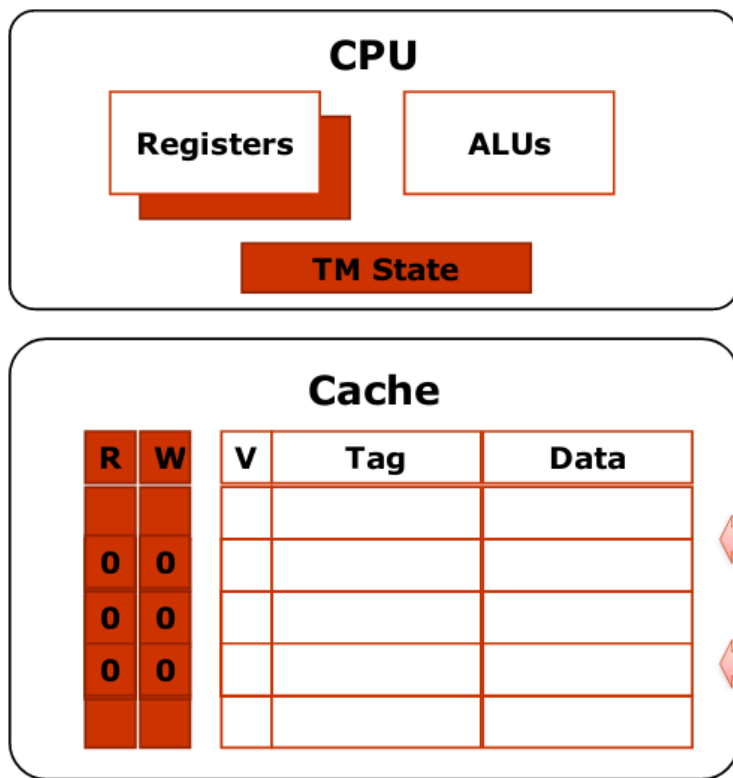 CPU
Registers
ALUs
TM State
Cache
R W V Tag Data
0 0
0 0
0 0